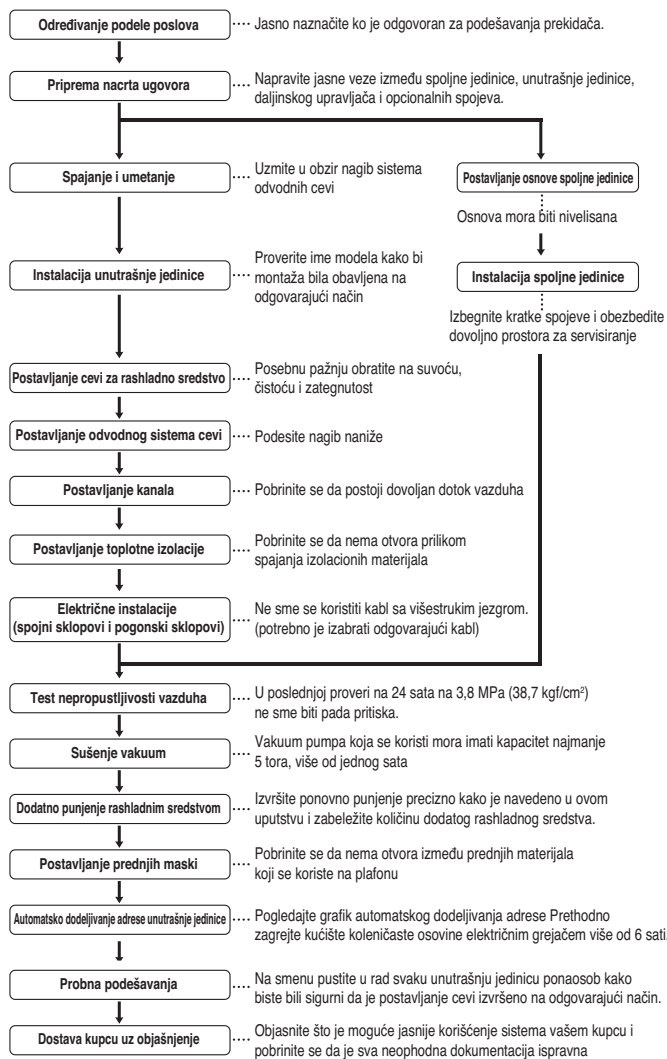 Određivanje podele poslova
Jasno naznačite ko je odgovoran za podešavanja prekidača.
Priprema nacrta ugovora
Napravite jasne veze između spoljne jedinice, unutrašnje jedinice,
daljinskog upravljača i opcionalnih spojeva.
Spajanje i umetanje
Uzmite u obzir nagib sistema
odvodnih cevi
Postavljanje osnove spoljne jedinice
Osnova mora biti nivelisana
Instalacija unutrašnje jedinice
Proverite ime modela kako bi
montaža bila obavljena na
odgovarajući način
Instalacija spoljne jedinice
Izbegnite kratke spojeve i obezbedite
dovoljno prostora za servisiranje
Postavljanje cevi za rashladno sredstvo
Posebnu pažnju obratite na suvoću,
čistoću i zategnutost
Postavljanje odvodnog sistema cevi
Podesite nagib naniže
Postavljanje kanala
Pobrinite se da postoji dovoljan dotok vazduha
Postavljanje toplotne izolacije
Pobrinite se da nema otvora prilikom
spajanja izolacionih materijala
Električne instalacije
(spojni sklopovi i pogonski sklopovi)
Ne sme se koristiti kabl sa višestrukim jezgrom.
(potrebno je izabrati odgovarajući kabl)
Test nepropustljivosti vazduha
U poslednjoj proveri na 24 sata na 3,8 MPa (38,7 kgf/cm²)
ne sme biti pada pritiska.
Sušenje vakuum
Vakuum pumpa koja se koristi mora imati kapacitet najmanje
5 tora, više od jednog sata
Dodatno punjenje rashladnim sredstvom
Izvršite ponovno punjenje precizno kako je navedeno u ovom
uputstvu i zabeležite količinu dodatog rashladnog sredstva.
Postavljanje prednjih maski
Pobrinite se da nema otvora između prednjih materijala
koji se koriste na plafonu
Automatsko dodeljivanje adrese unutrašnje jedinice
Pogledajte grafik automatskog dodeljivanja adrese Prethodno
zagrejte kućište koleničaste osovine električnim grejačem više od 6 sati.
Probna podešavanja
Na smenu pustite u rad svaku unutrašnju jedinicu ponaosob kako
biste bili sigurni da je postavljanje cevi izvršeno na odgovarajući način.
Dostava kupcu uz objašnjenje
Objasnite što je moguće jasnije korišćenje sistema vašem kupcu i
pobrinite se da je sva neophodna dokumentacija ispravna